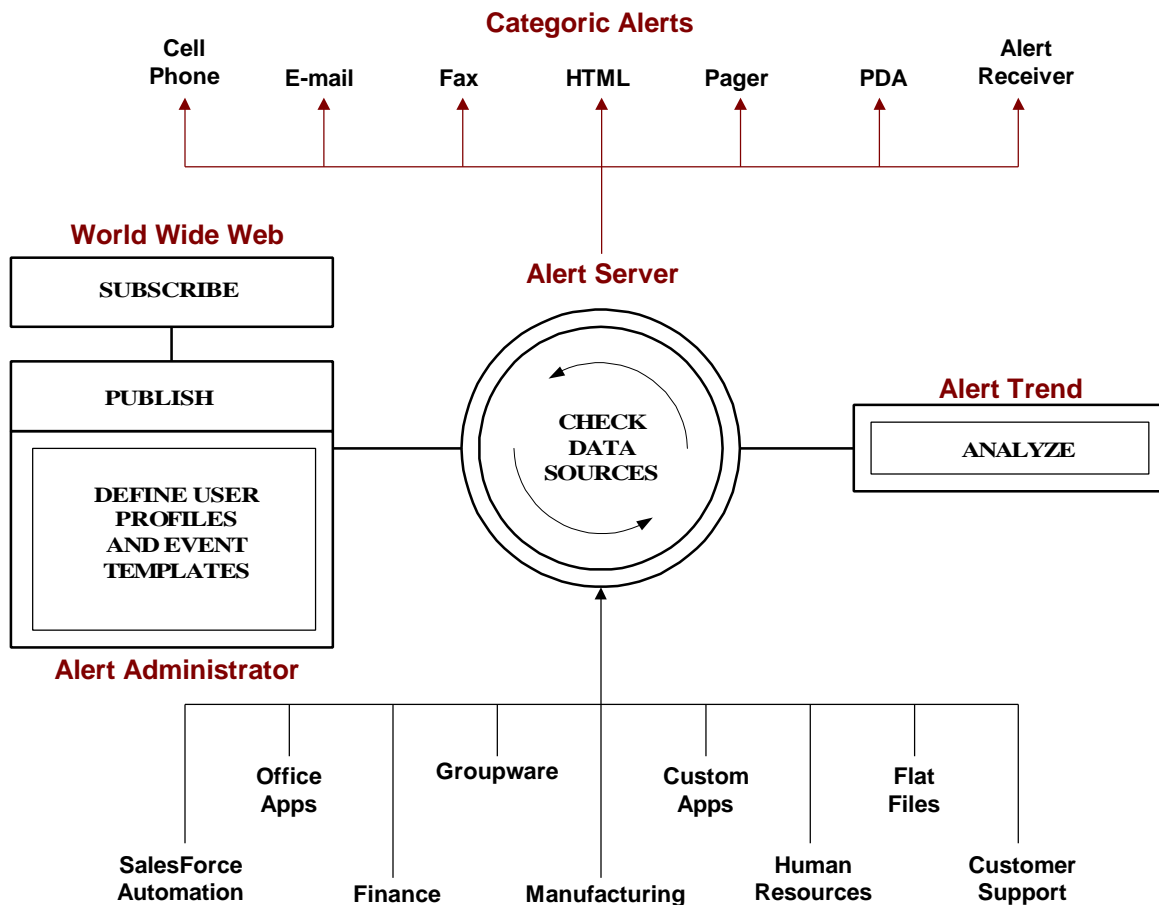 Categoric Alerts
Cell
Phone
E-mail
Fax
HTML
Pager
PDA
Alert
Receiver
World Wide Web
SUBSCRIBE
PUBLISH
DEFINE USER
PROFILES
AND EVENT
TEMPLATES
Alert Administrator
Alert Server
CHECK
DATA
SOURCES
Alert Trend
ANALYZE
Office
Apps
Groupware
Custom
Apps
Flat
Files
SalesForce
Automation
Finance
Manufacturing
Human
Resources
Customer
Support